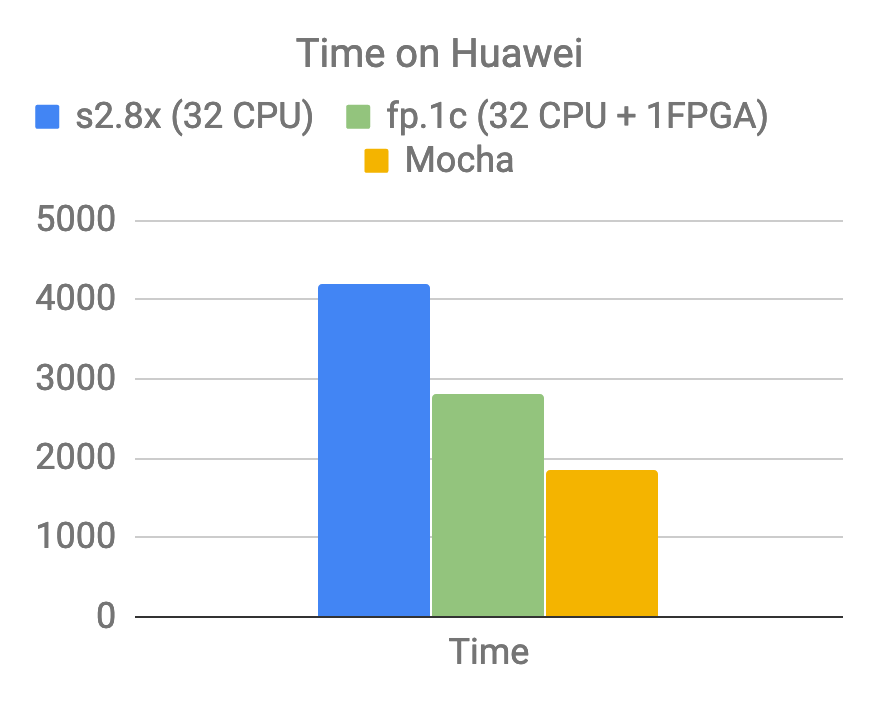 Time on Huawei
s2.8x (32 CPU) fp.1c (32 CPU + 1FPGA)
Mocha
5000
4000
3000
2000
1000
0
Time